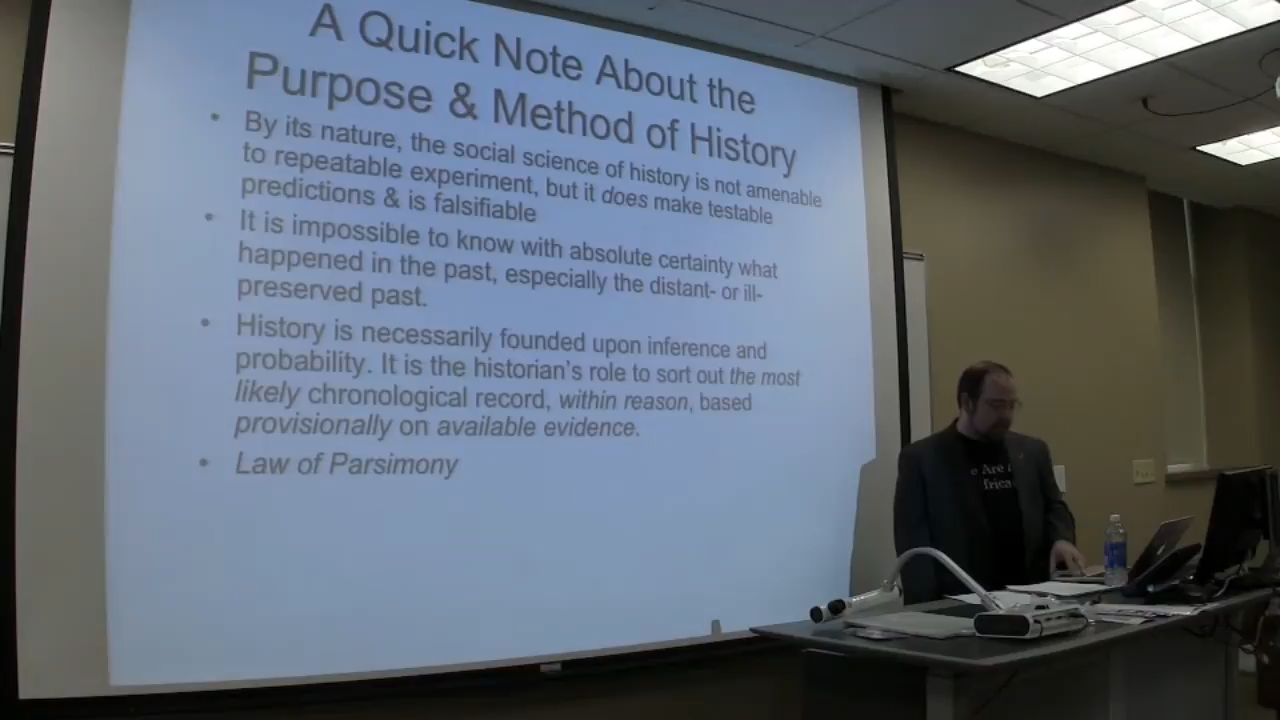 A Quick Note About the
Purpose & Method of History
• By its nature, the social science of history is not amenable
to repeatable experiment, but it does make testable
predictions & is falsifiable
• It is impossible to know with absolute certainty what
happened in the past, especially the distant- or ill-
preserved past.
• History is necessarily founded upon inference and
probability. It is the historian's role to sort out the most
likely chronological record, within reason, based
provisionally on available evidence.
• Law of Parsimony
e Are
frica